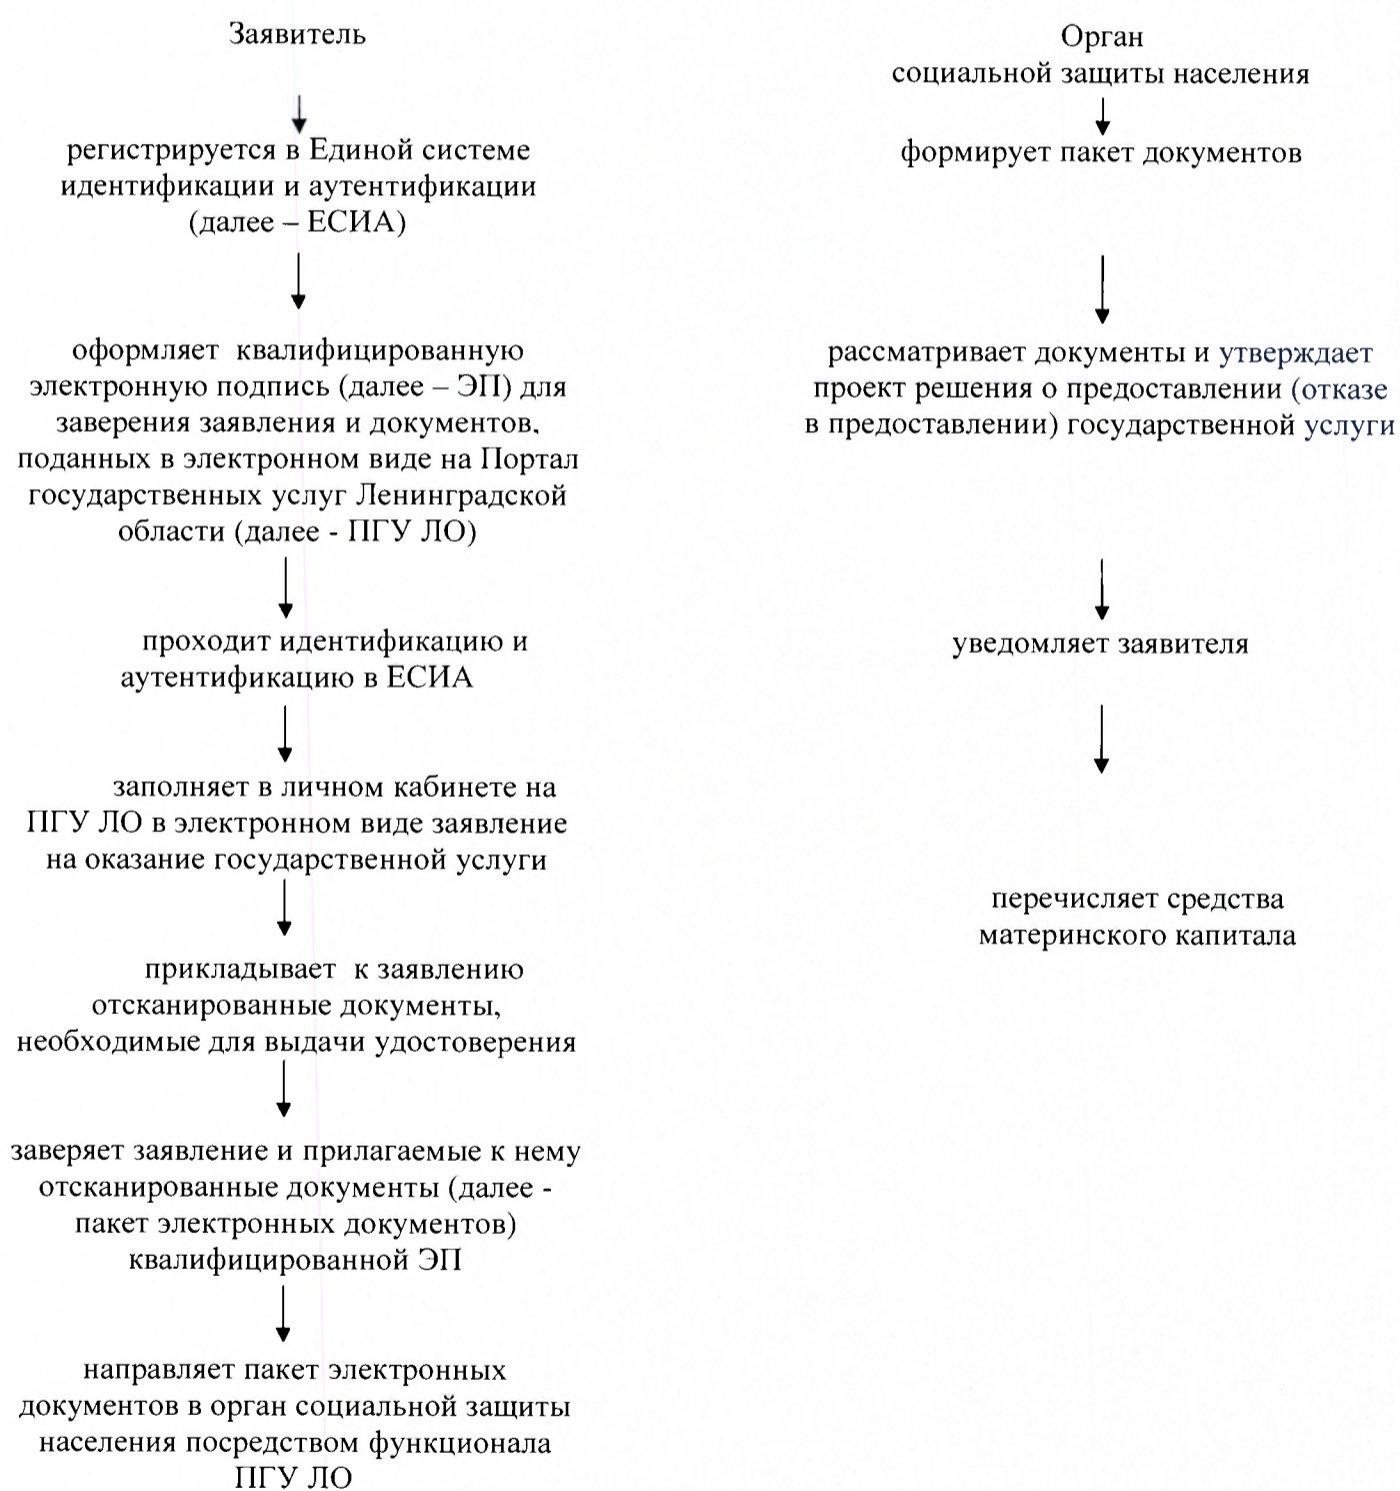 Заявитель
регистрируется в Единой системе
идентификации и аутентификации
(далее – ЕСИА)
оформляет квалифицированную
электронную подпись (далее – ЭП) для
заверения заявления и документов,
поданных в электронном виде на Портал
государственных услуг Ленинградской
области (далее - ПГУ ЛО)
проходит идентификацию и
аутентификацию в ЕСИА
заполняет в личном кабинете на
ПГУ ЛО в электронном виде заявление
на оказание государственной услуги
прикладывает к заявлению
отсканированные документы,
необходимые для выдачи удостоверения
заверяет заявление и прилагаемые к нему
отсканированные документы (далее -
пакет электронных документов)
квалифицированной ЭП
направляет пакет электронных
документов в орган социальной защиты
населения посредством функционала
ПГУ ЛО
Орган
социальной защиты населения
формирует пакет документов
рассматривает документы и утверждает
проект решения о предоставлении (отказе
в предоставлении) государственной услуги
уведомляет заявителя
перечисляет средства
материнского капитала